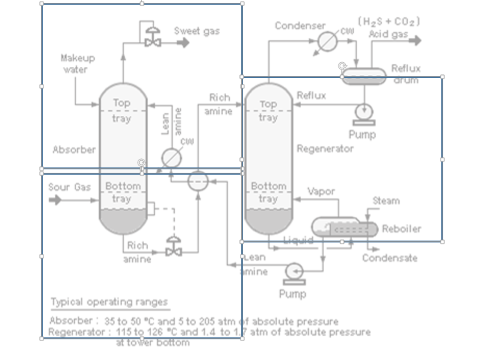 Condenser
CW
(H₂S + CO₂)
Acid gas
Sweet gas
Reflux
drum
Makeup
water
Top
tray
Lean
amine
CW
Rich
amine
Top
tray
Reflux
Pump
Absorber
Regenerator
Sour Gas
Bottom
tray
Bottom
tray
Vapor
Steam
Reboiler
Rich
amine
Liquid
Lean
amine
Condensate
Pump
Typical operating ranges
Absorber : 35 to 50 °C and 5 to 205 atm of absolute pressure
Regenerator : 115 to 126 °C and 1.4 to 1.7 atm of absolute pressure
at tower bottom